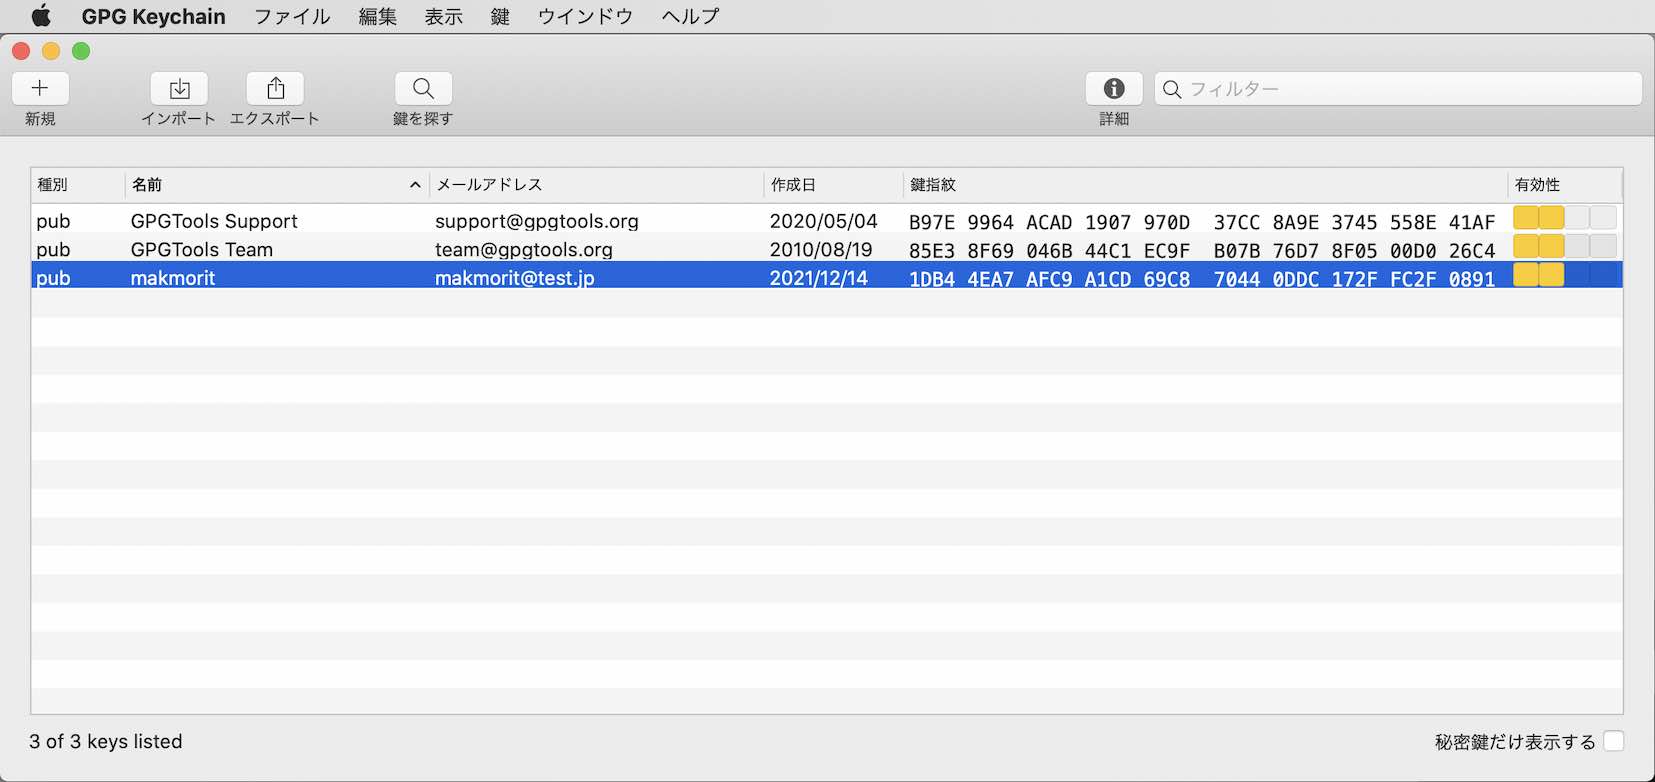 GPG Keychain ファイル 編集 表示 鍵 ウインドウ ヘルプ
フィルター
新規 インポート エクスポート 鍵を探す 詳細
種別 名前 メールアドレス 作成日 鍵指紋 有効性
pub GPGTools Support support@gpgtools.org 2020/05/04 B97E 9964 ACAD 1907 970D 37CC 8A9E 3745 558E 41AF
pub GPGTools Team team@gpgtools.org 2010/08/19 85E3 8F69 046B 44C1 EC9F B07B 76D7 8F05 00D0 26C4
pub makmorit makmorit@test.jp 2021/12/14 1DB4 4EA7 AFC9 A1CD 69C8 7044 0DDC 172F FC2F 0891
3 of 3 keys listed 秘密鍵だけ表示する